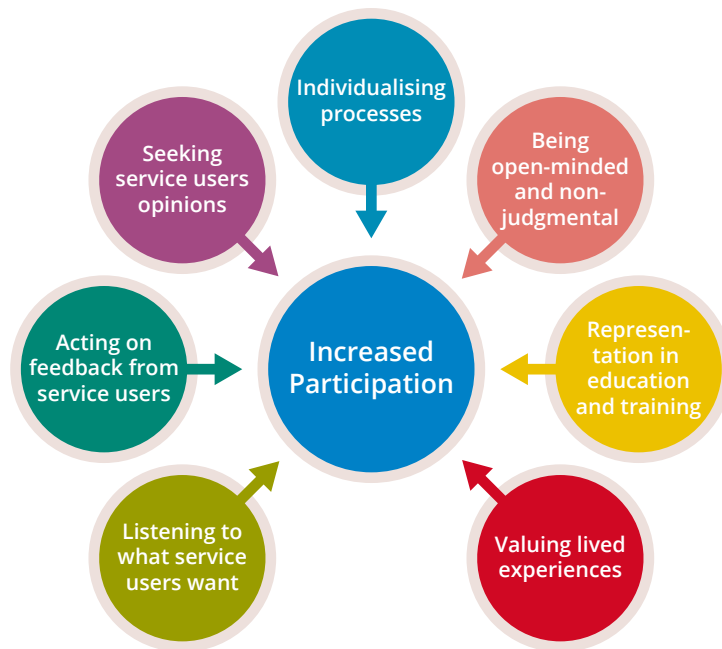 Individualising
processes
Being
open-minded
and non-
judgmental
Represen-
tation in
education
and training
Valuing lived
experiences
Listening to
what service
users want
Acting on
feedback from
service users
Seeking
service users
opinions
Increased
Participation